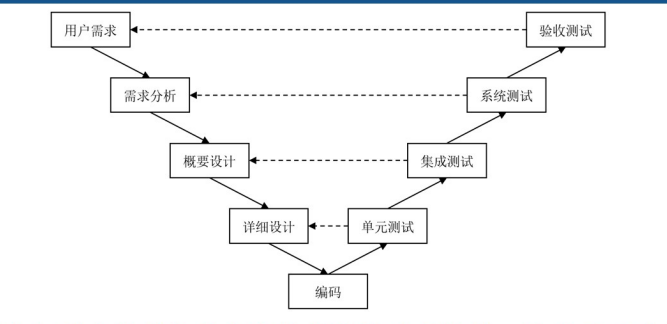 用户需求
验收测试
需求分析
系统测试
概要设计
集成测试
详细设计
单元测试
编码